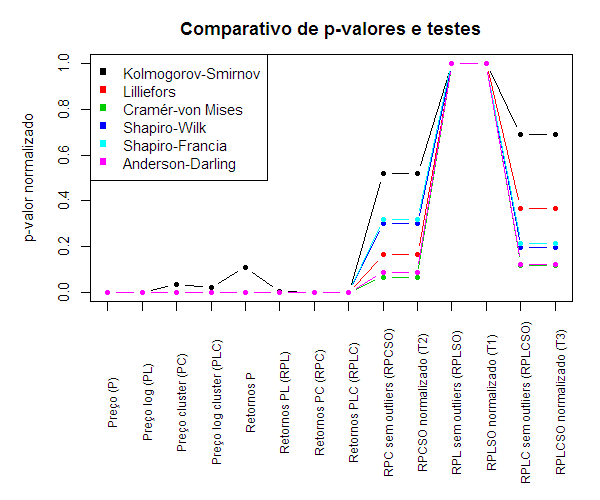 Comparativo de p-valores e testes
p-valor normalizado
1.0
0.8
0.6
0.4
0.2
0.0
Kolmogorov-Smirnov
Lilliefors
Cramér-von Mises
Shapiro-Wilk
Shapiro-Francia
Anderson-Darling
Preço (P)
Preço log (PL)
Preço cluster (PC)
Preço log cluster (PLC)
Retornos P
Retornos PL (RPL)
Retornos PC (RPC)
Retornos PLC (RPLC)
RPC sem outliers (RPCSO)
RPCSO normalizado (T2)
RPL sem outliers (RPLSO)
RPLSO normalizado (T1)
RPLC sem outliers (RPLCSO)
RPLCSO normalizado (T3)